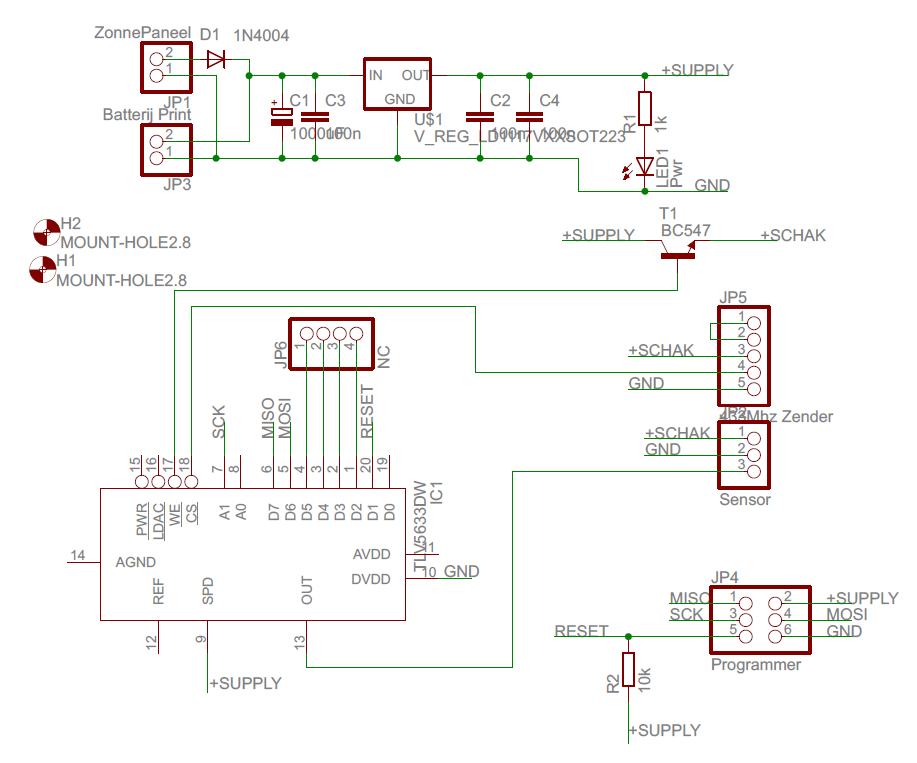 ZonnePaneel
D1
1N4004
2
1
JP1
Batterij Print
2
1
JP3
+
C1
1000uF
C3
100n
IN
OUT
GND
U$1
V_REG_LD1117VXXSOT223
C2
100n
C4
100n
+SUPPLY
R1
1k
LED1
Pwr
GND
H2
MOUNT-HOLE2.8
H1
MOUNT-HOLE2.8
T1
BC547
+SUPPLY
+SCHAK
JP5
1
2
3
4
5
+SCHAK
GND
433Mhz Zender
JP2
+SCHAK
GND
1
2
3
Sensor
JP6
1
2
3
4
NC
SCK
MISO
MOSI
RESET
15
16
17
18
7
8
6
5
4
3
2
1
20
19
PWR
LDAC
WE
CS
A1
A0
D7
D6
D5
D4
D3
D2
D1
D0
TLV5633DW
IC1
14
AGND
AVDD
11
DVDD
10
GND
REF
SPD
OUT
12
9
13
+SUPPLY
JP4
MISO
1
2
+SUPPLY
SCK
3
4
MOSI
RESET
5
6
GND
Programmer
R2
10k
+SUPPLY